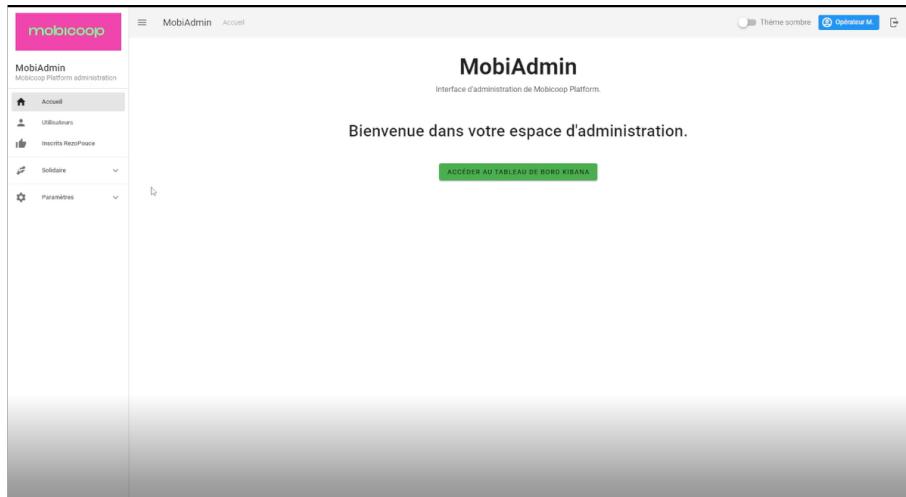 mobicoop
MobiAdmin
Mobicoop Platform administration
Accueil
Utilisateurs
Inscrits RezoPouce
Solidaire
Paramètres
MobiAdmin Accueil
Thème sombre
Opérateur M.
MobiAdmin
Interface d'administration de Mobicoop Platform.
Bienvenue dans votre espace d'administration.
ACCÉDER AU TABLEAU DE BORD KIBANA